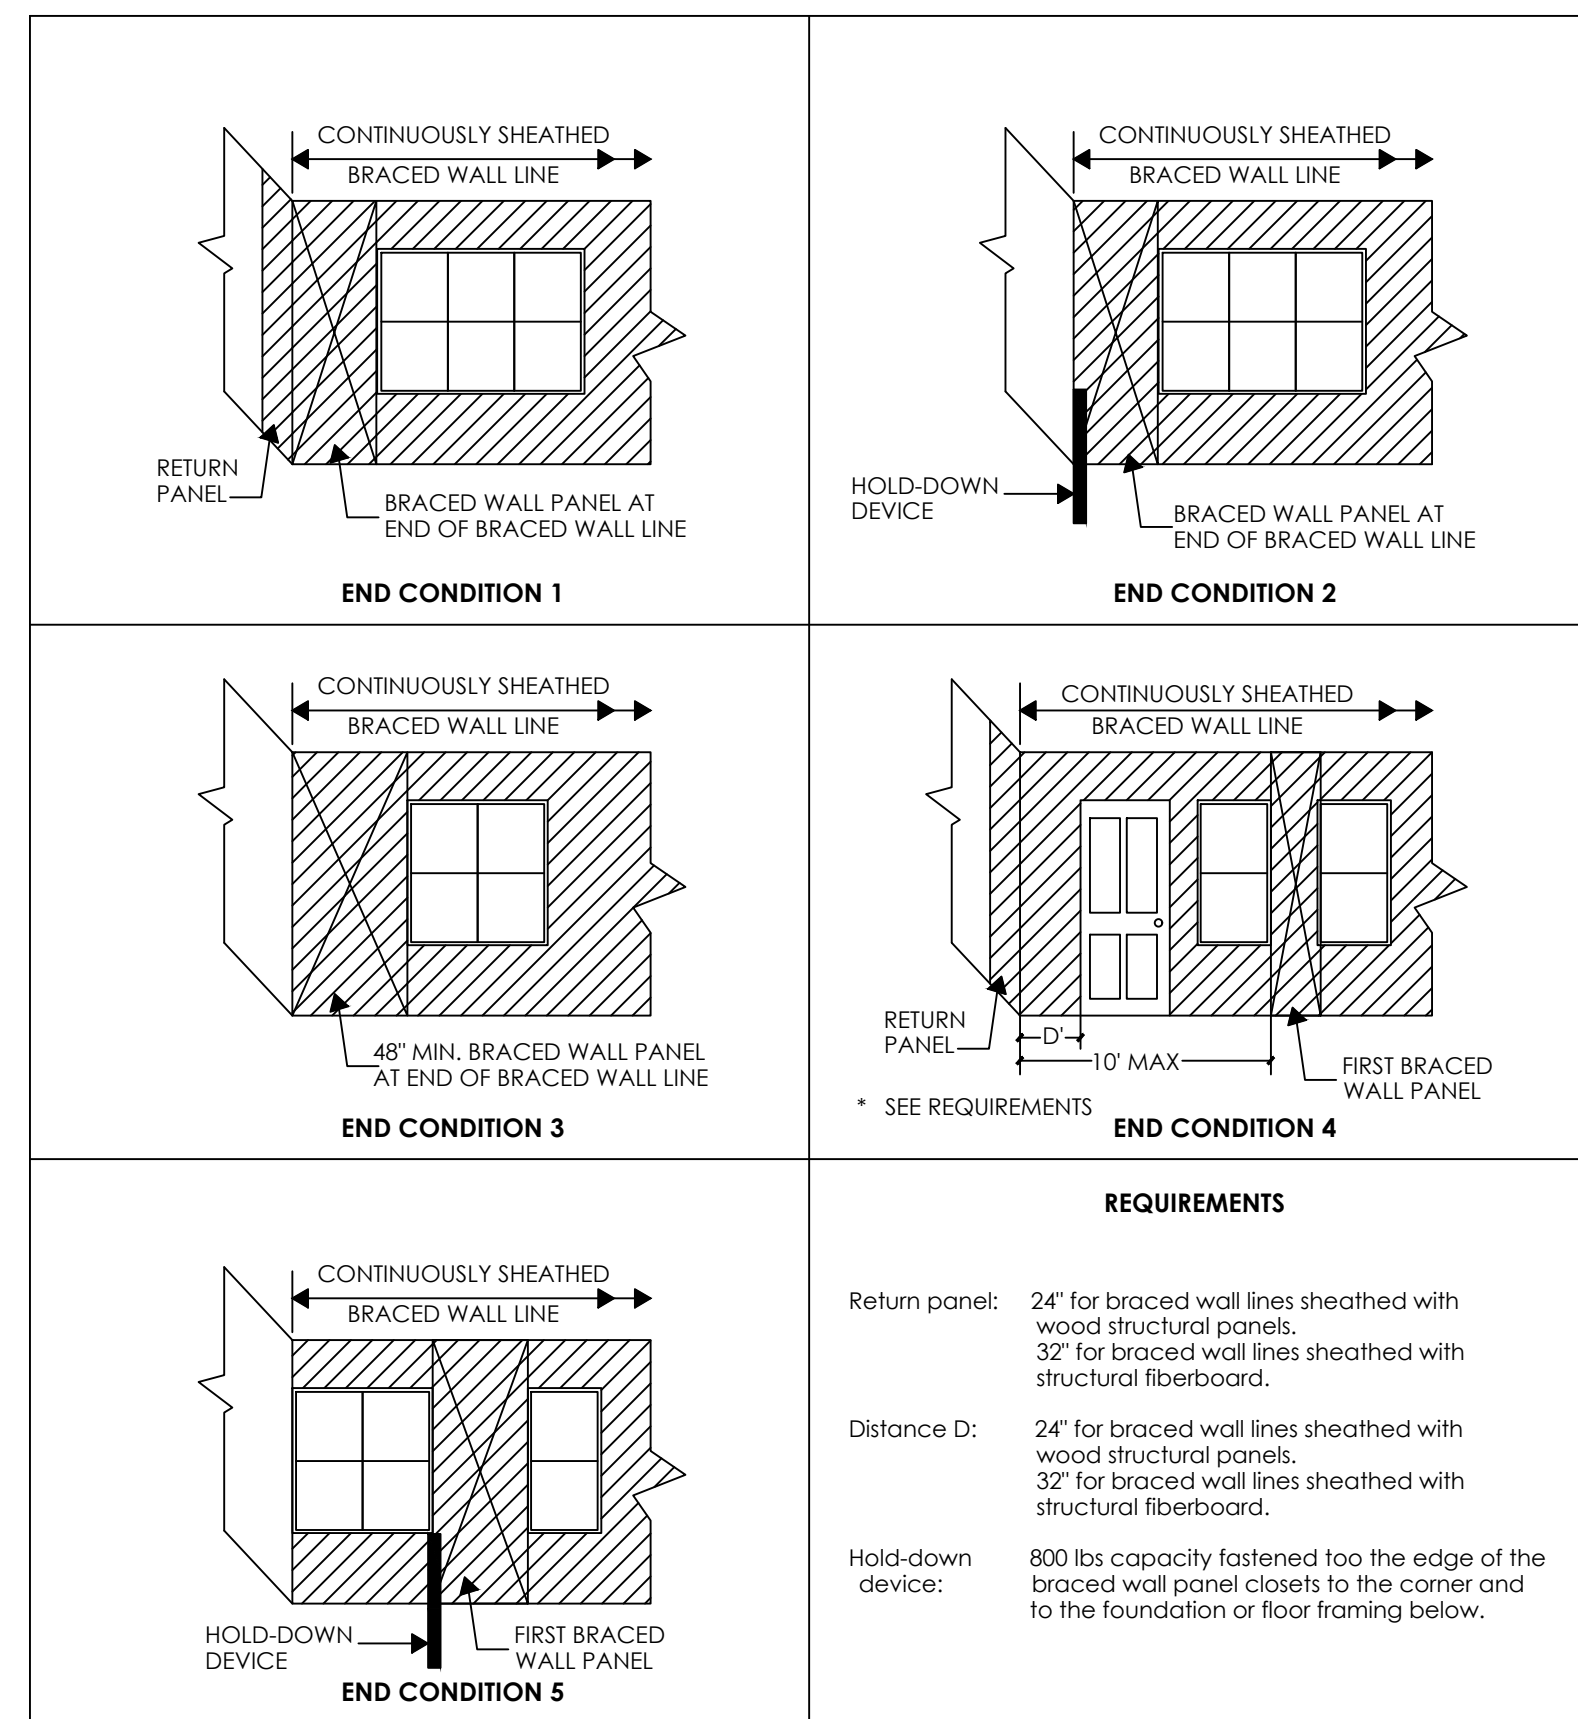 CONTINUOUSLY SHEATHED
BRACED WALL LINE
RETURN
PANEL
BRACED WALL PANEL AT
END OF BRACED WALL LINE
END CONDITION 1
CONTINUOUSLY SHEATHED
BRACED WALL LINE
HOLD-DOWN
DEVICE
BRACED WALL PANEL AT
END OF BRACED WALL LINE
END CONDITION 2
CONTINUOUSLY SHEATHED
BRACED WALL LINE
48" MIN. BRACED WALL PANEL
AT END OF BRACED WALL LINE
END CONDITION 3
CONTINUOUSLY SHEATHED
BRACED WALL LINE
RETURN
PANEL
D'
10' MAX
FIRST BRACED
WALL PANEL
* SEE REQUIREMENTS
END CONDITION 4
CONTINUOUSLY SHEATHED
BRACED WALL LINE
HOLD-DOWN
DEVICE
FIRST BRACED
WALL PANEL
END CONDITION 5
REQUIREMENTS
Return panel: 24" for braced wall lines sheathed with
wood structural panels.
32" for braced wall lines sheathed with
structural fiberboard.
Distance D: 24" for braced wall lines sheathed with
wood structural panels.
32" for braced wall lines sheathed with
structural fiberboard.
Hold-down 800 lbs capacity fastened too the edge of the
device: braced wall panel closets to the corner and
to the foundation or floor framing below.